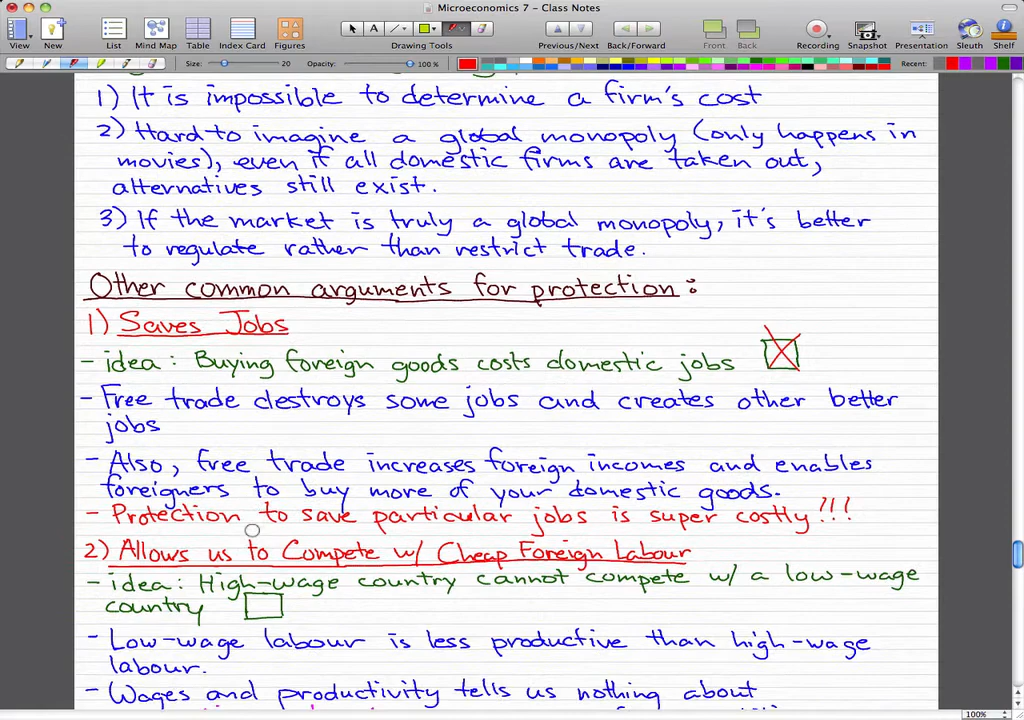 Microeconomics 7 - Class Notes
View New List Mind Map Table Index Card Figures Drawing Tools Previous/Next Back/Forward Front Back Recording Snapshot Presentation Sleuth Shelf
Size: 20 Opacity: 100 % Recent:
1) It is impossible to determine a firm's cost
2) Hard to imagine a global monopoly (only happens in
movies), even if all domestic firms are taken out,
alternatives still exist.
3) If the market is truly a global monopoly, it's better
to regulate rather than restrict trade.
Other common arguments for protection:
1) Saves Jobs
- idea: Buying foreign goods costs domestic jobs
- Free trade destroys some jobs and creates other better
jobs
- Also, free trade increases foreign incomes and enables
foreigners to buy more of your domestic goods.
- Protection to save particular jobs is super costly!!!
2) Allows us to Compete w/ Cheap Foreign Labour
- idea: High-wage country cannot compete w/ a low-wage
country
- Low-wage labour is less productive than high-wage
labour.
- Wages and productivity tells us nothing about
100%